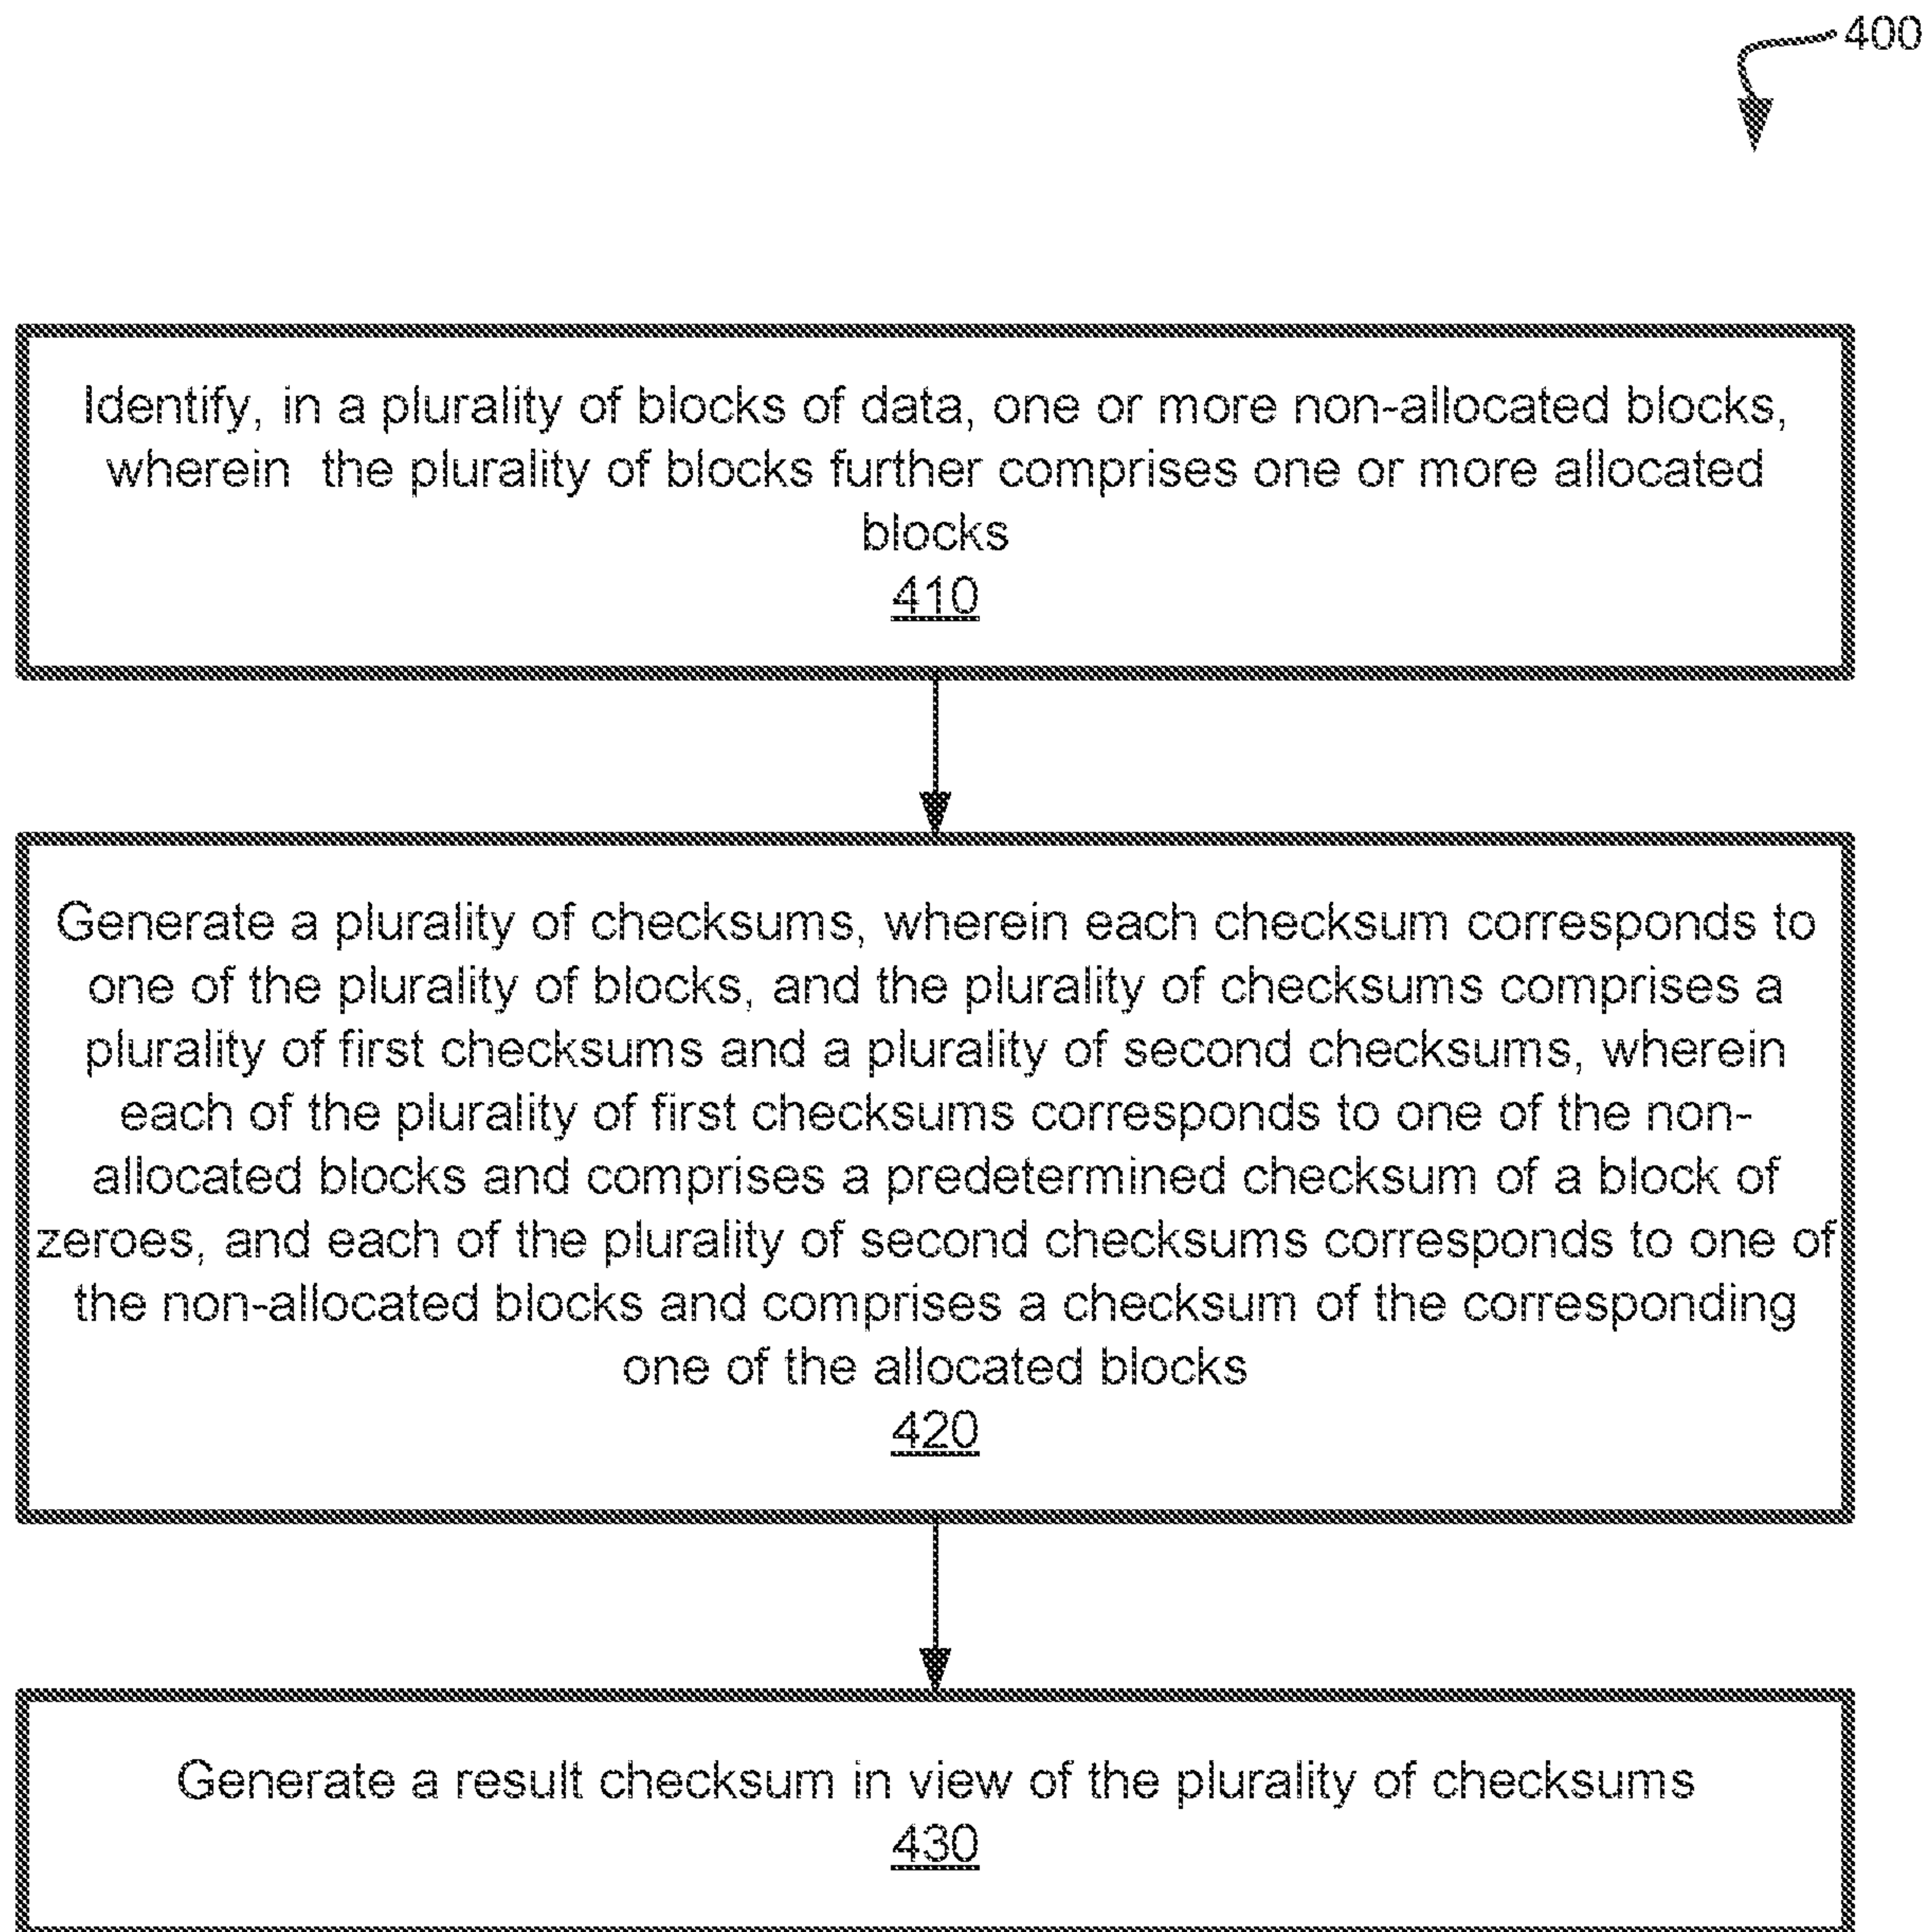 400
Identify, in a plurality of blocks of data, one or more non-allocated blocks,
wherein the plurality of blocks further comprises one or more allocated
blocks
410
Generate a plurality of checksums, wherein each checksum corresponds to
one of the plurality of blocks, and the plurality of checksums comprises a
plurality of first checksums and a plurality of second checksums, wherein
each of the plurality of first checksums corresponds to one of the non-
allocated blocks and comprises a predetermined checksum of a block of
zeroes, and each of the plurality of second checksums corresponds to one of
the non-allocated blocks and comprises a checksum of the corresponding
one of the allocated blocks
420
Generate a result checksum in view of the plurality of checksums
430